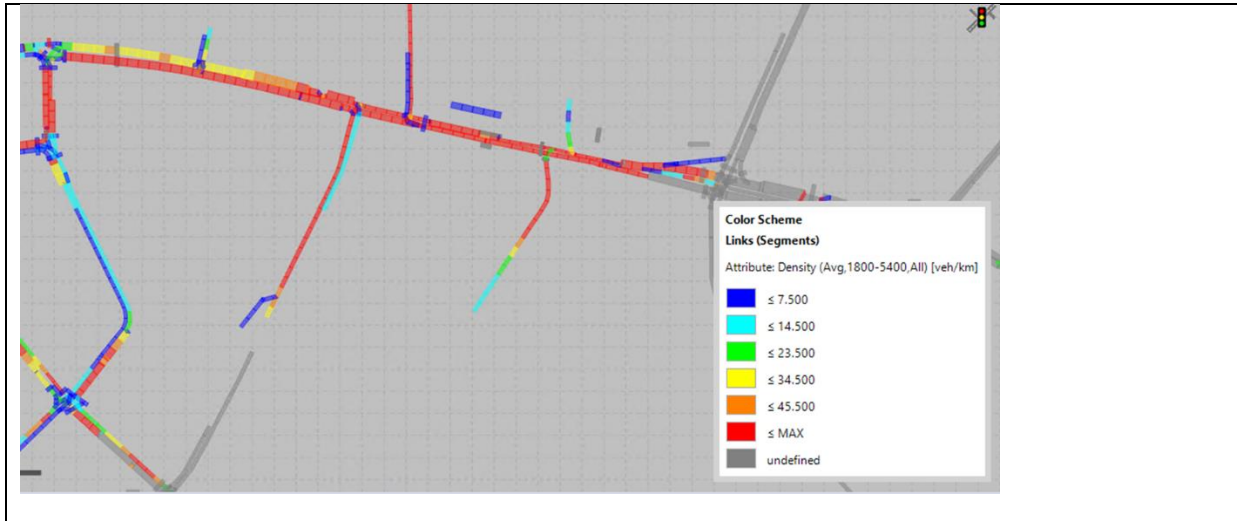 Color Scheme
Links (Segments)
Attribute: Density (Avg,1800-5400,All) [veh/km]
≤ 7.500
≤ 14.500
≤ 23.500
≤ 34.500
≤ 45.500
≤ MAX
undefined